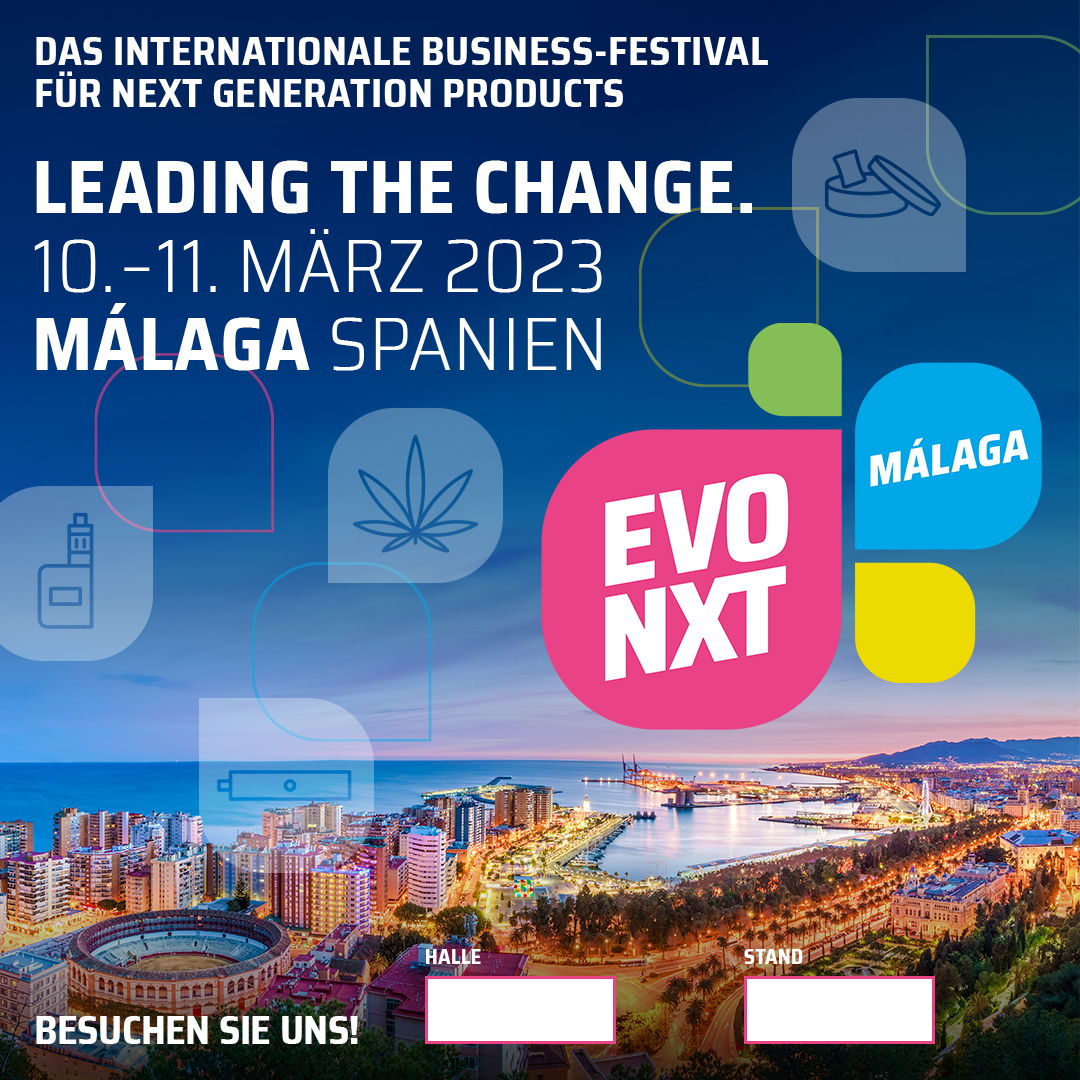 DAS INTERNATIONALE BUSINESS-FESTIVAL
FÜR NEXT GENERATION PRODUCTS
LEADING THE CHANGE.
10.–11. MÄRZ 2023
MÁLAGA SPANIEN
MÁLAGA
EVO
NXT
HALLE
STAND
BESUCHEN SIE UNS!